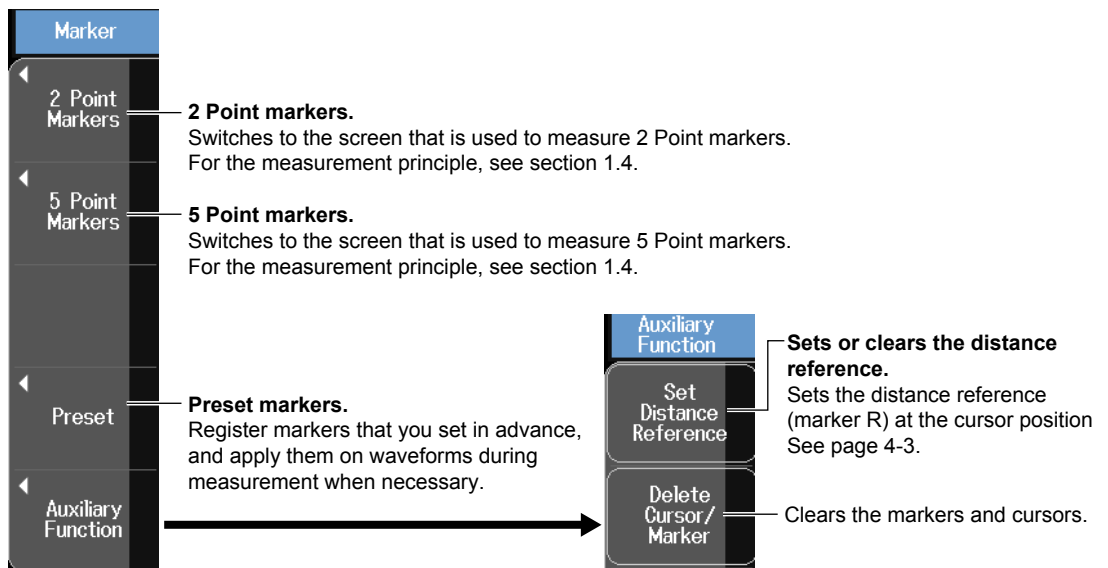 Marker
2 Point
Markers
2 Point markers.
Switches to the screen that is used to measure 2 Point markers.
For the measurement principle, see section 1.4.
5 Point
Markers
5 Point markers.
Switches to the screen that is used to measure 5 Point markers.
For the measurement principle, see section 1.4.
Preset
Preset markers.
Register markers that you set in advance,
and apply them on waveforms during
measurement when necessary.
Auxiliary
Function
Auxiliary
Function
Set
Distance
Reference
Sets or clears the distance
reference.
Sets the distance reference
(marker R) at the cursor position
See page 4-3.
Delete
Cursor/
Marker
Clears the markers and cursors.